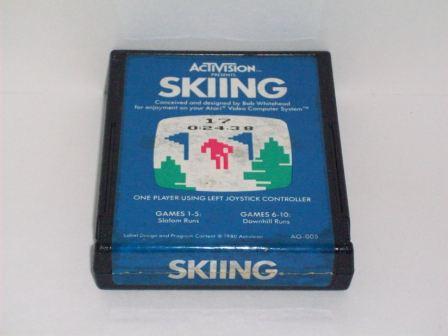 ACTIVISION™
PRESENTS
SKIING
Conceived and designed by Bob Whitehead
for enjoyment on your Atari® Video Computer System™
17
0:24.38
ONE PLAYER USING LEFT JOYSTICK CONTROLLER
GAMES 1-5:
Slalom Runs
GAMES 6-10:
Downhill Runs
Label Design and Program Content © 1980 Activision
AG-005
SKIING